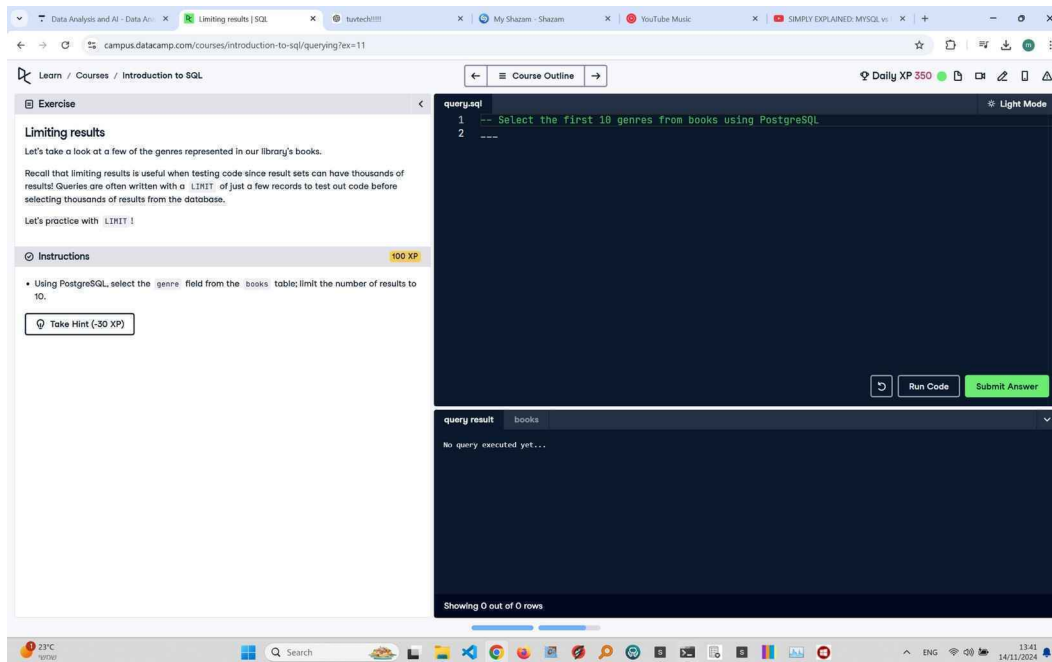 Data Analysis and AI - Data An
Limiting results | SQL
tuvtech!!!!!
My Shazam - Shazam
YouTube Music
SIMPLY EXPLAINED: MYSQL vs
campus.datacamp.com/courses/introduction-to-sql/querying?ex=11
Learn / Courses / Introduction to SQL
Course Outline
Daily XP 350
Exercise
Limiting results
Let's take a look at a few of the genres represented in our library's books.
Recall that limiting results is useful when testing code since result sets can have thousands of
results! Queries are often written with a LIMIT of just a few records to test out code before
selecting thousands of results from the database.
Let's practice with LIMIT !
Instructions
100 XP
• Using PostgreSQL, select the genre field from the books table; limit the number of results to
10.
Take Hint (-30 XP)
query.sql
Light Mode
1 -- Select the first 10 genres from books using PostgreSQL
2 ___
Run Code
Submit Answer
query result
books
No query executed yet...
Showing 0 out of 0 rows
1
23°C
Search
ENG
13:41
14/11/2024